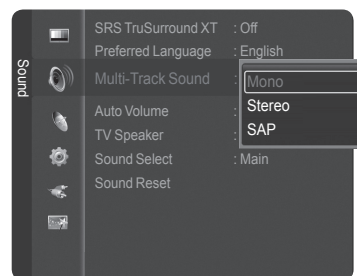 Sound
SRS TruSurround XT : Off
Preferred Language : English
Multi-Track Sound :
Mono
Stereo
SAP
Auto Volume :
TV Speaker :
Sound Select : Main
Sound Reset